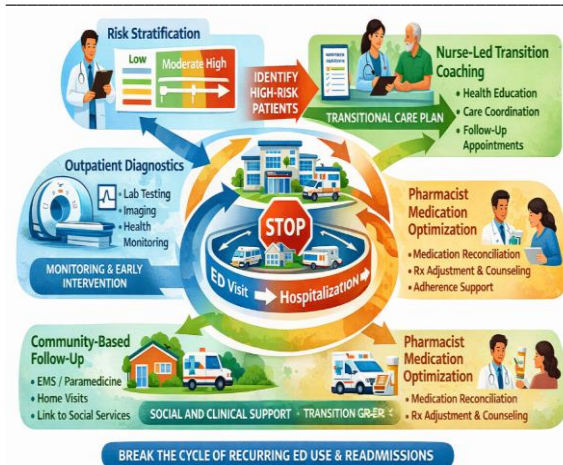 Risk Stratification
Low
Moderate High
IDENTIFY
HIGH-RISK
PATIENTS
Nurse-Led Transition
Coaching
• Health Education
• Care Coordination
• Follow-Up
Appointments
TRANSITIONAL CARE PLAN
Outpatient Diagnostics
• Lab Testing
• Imaging
• Health
Monitoring
MONITORING & EARLY
INTERVENTION
STOP
ED Visit
Hospitalization
Pharmacist
Medication
Optimization
• Medication Reconciliation
• Rx Adjustment & Counseling
• Adherence Support
Community-Based
Follow-Up
• EMS / Paramedicine
• Home Visits
• Link to Social Services
SOCIAL AND CLINICAL SUPPORT - TRANSITION
Pharmacist
Medication
Optimization
• Medication Reconciliation
• Rx Adjustment & Counseling
BREAK THE CYCLE OF RECURRING ED USE & READMISSIONS